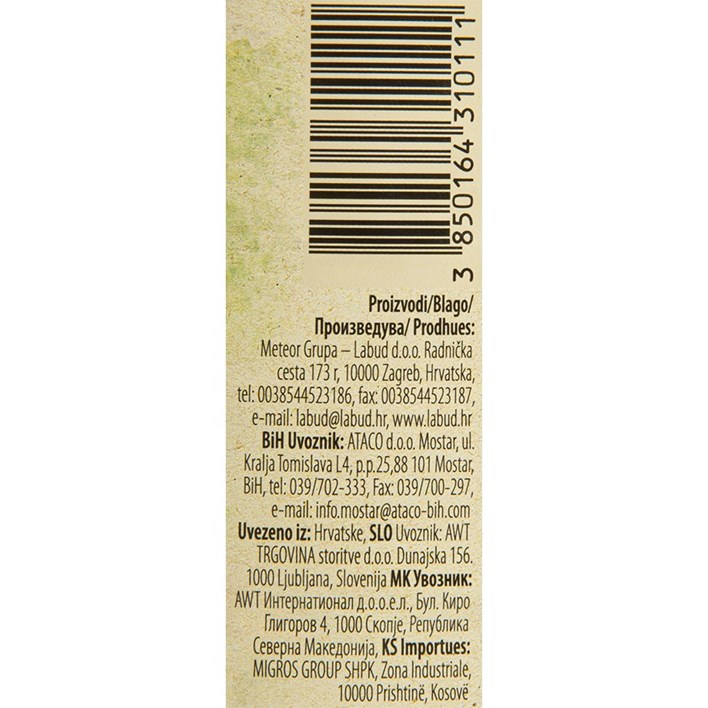 3 850164 310111
Proizvodi/Blago/
Произведува/ Prodhues:
Meteor Grupa – Labud d.o.o. Radnička
cesta 173 r, 10000 Zagreb, Hrvatska,
tel: 0038544523186, fax: 0038544523187,
e-mail: labud@labud.hr, www.labud.hr
BiH Uvoznik: ATACO d.o.o. Mostar, ul.
Kralja Tomislava L4, p.p.25,88 101 Mostar,
BiH, tel: 039/702-333, Fax: 039/700-297,
e-mail: info.mostar@ataco-bih.com
Uvezeno iz: Hrvatske, SLO Uvoznik: AWT
TRGOVINA storitve d.o.o. Dunajska 156.
1000 Ljubljana, Slovenija МК Увозник:
AWT Интернатионал д.о.о.е.л., Бул. Киро
Глигоров 4, 1000 Скопје, Република
Северна Македонија, KS Importues:
MIGROS GROUP SHPK, Zona Industriale,
10000 Prishtinë, Kosovë